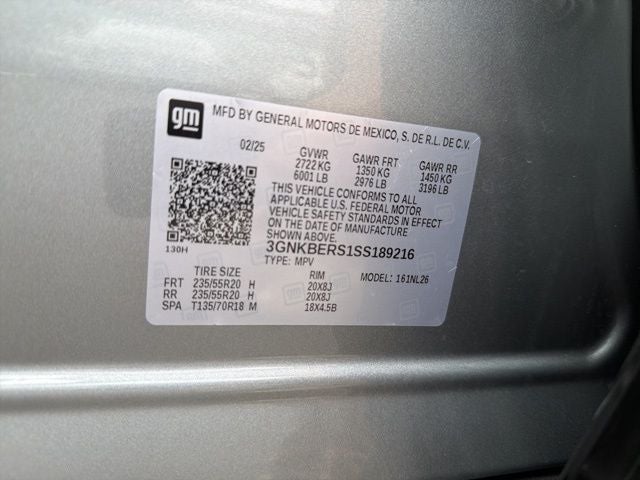 gm
MFD BY GENERAL MOTORS DE MEXICO, S. DE R.L. DE C.V.
02/25 GVWR GAWR FRT GAWR RR
2722 KG 1350 KG 1450 KG
6001 LB 2976 LB 3196 LB
THIS VEHICLE CONFORMS TO ALL
APPLICABLE U.S. FEDERAL MOTOR
VEHICLE SAFETY STANDARDS IN EFFECT
ON THE DATE OF MANUFACTURE
SHOWN ABOVE.
130H 3GNKBERS1SS189216
TYPE: MPV MODEL: 161NL26
TIRE SIZE RIM
FRT 235/55R20 H 20X8J
RR 235/55R20 H 20X8J
SPA T135/70R18 M 18X4.5B